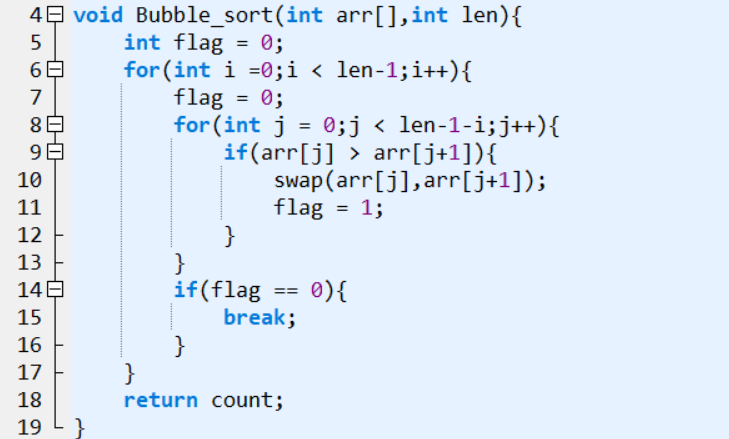 4 void Bubble_sort(int arr[],int len){
5     int flag = 0;
6     for(int i =0;i < len-1;i++){
7         flag = 0;
8         for(int j = 0;j < len-1-i;j++){
9             if(arr[j] > arr[j+1]){
10                 swap(arr[j],arr[j+1]);
11                 flag = 1;
12             }
13         }
14         if(flag == 0){
15             break;
16         }
17     }
18     return count;
19 }